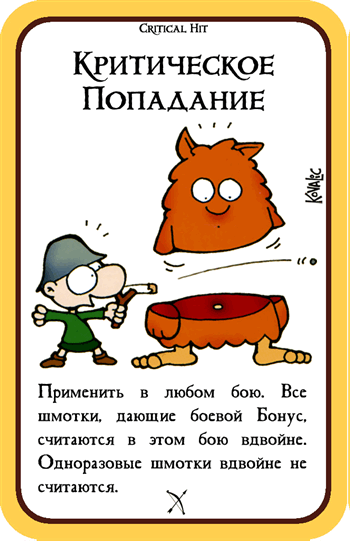 Critical Hit
Критическое
Попадание
Kovalic
Применить в любом бою. Все
шмотки, дающие боевой Бонус,
считаются в этом бою вдвойне.
Одноразовые шмотки вдвойне не
считаются.